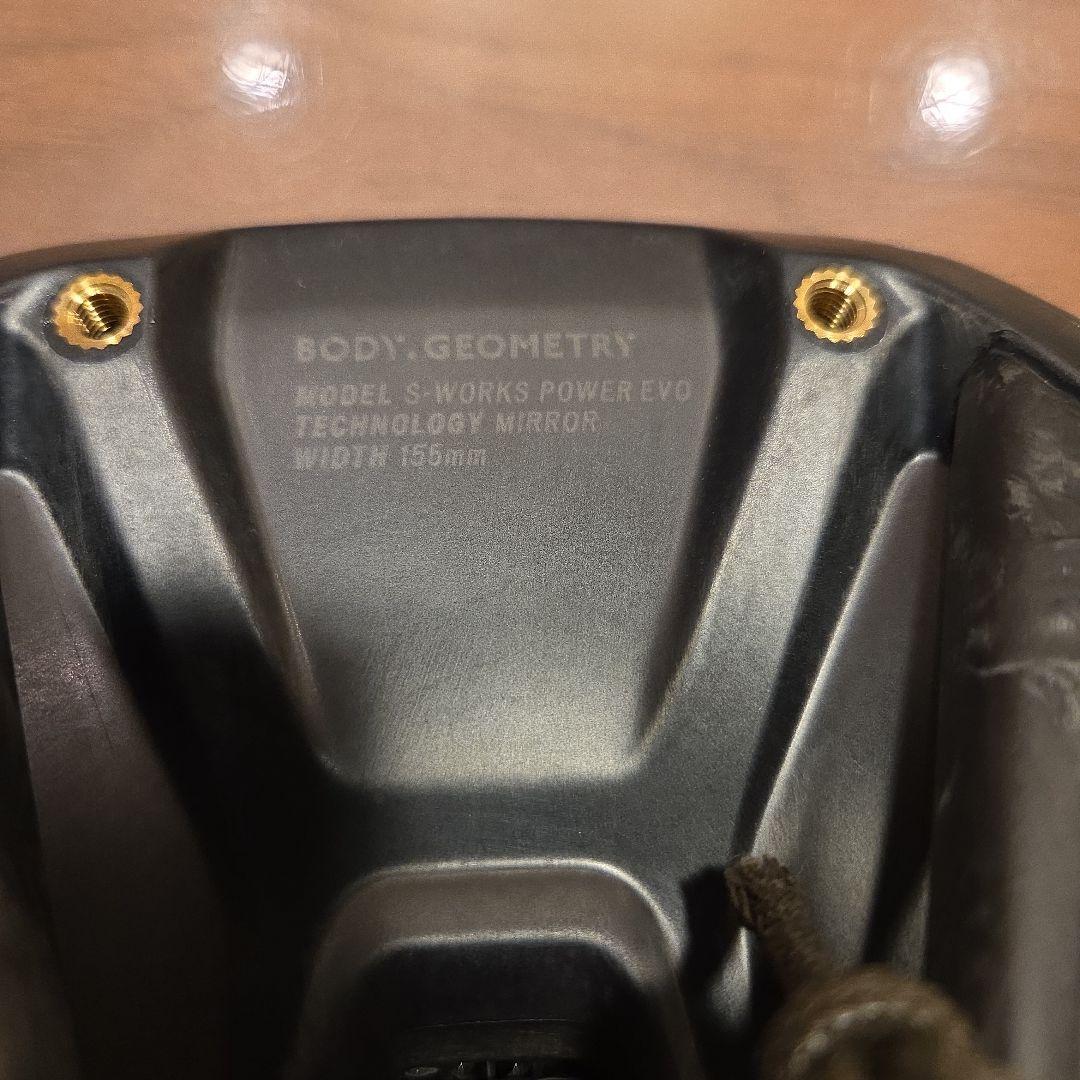 BODY.GEOMETRY
MODEL S-WORKS POWER EVO
TECHNOLOGY MIRROR
WIDTH 155mm